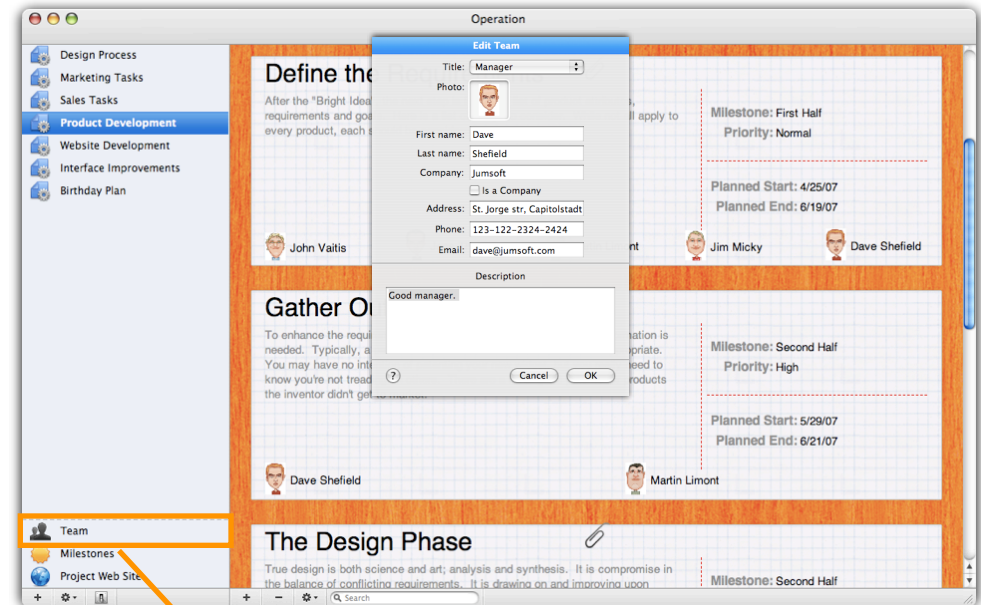 Operation
Design Process
Marketing Tasks
Sales Tasks
Product Development
Website Development
Interface Improvements
Birthday Plan
Team
Milestones
Project Web Site
Edit Team
Title: Manager
Photo:
First name: Dave
Last name: Shefield
Company: Jumsoft
Is a Company
Address: St. Jorge str, Capitolstadt
Phone: 123-122-2324-2424
Email: dave@jumsoft.com
Description
Good manager.
?
Cancel OK
Define the
After the "Bright Idea
requirements and goa ll apply to
every product, each s
Milestone: First Half
Priority: Normal
Planned Start: 4/25/07
Planned End: 6/19/07
John Vaitis nt Jim Micky Dave Shefield
Gather O
To enhance the requi ation is
needed. Typically, a priate.
You may have no inte eed to
know you're not tread roducts
the inventor didn't get
Milestone: Second Half
Priority: High
Planned Start: 5/29/07
Planned End: 6/21/07
Dave Shefield Martin Limont
The Design Phase
True design is both science and art; analysis and synthesis. It is compromise in
the balance of conflicting requirements. It is drawing on and improving upon
Milestone: Second Half
Search